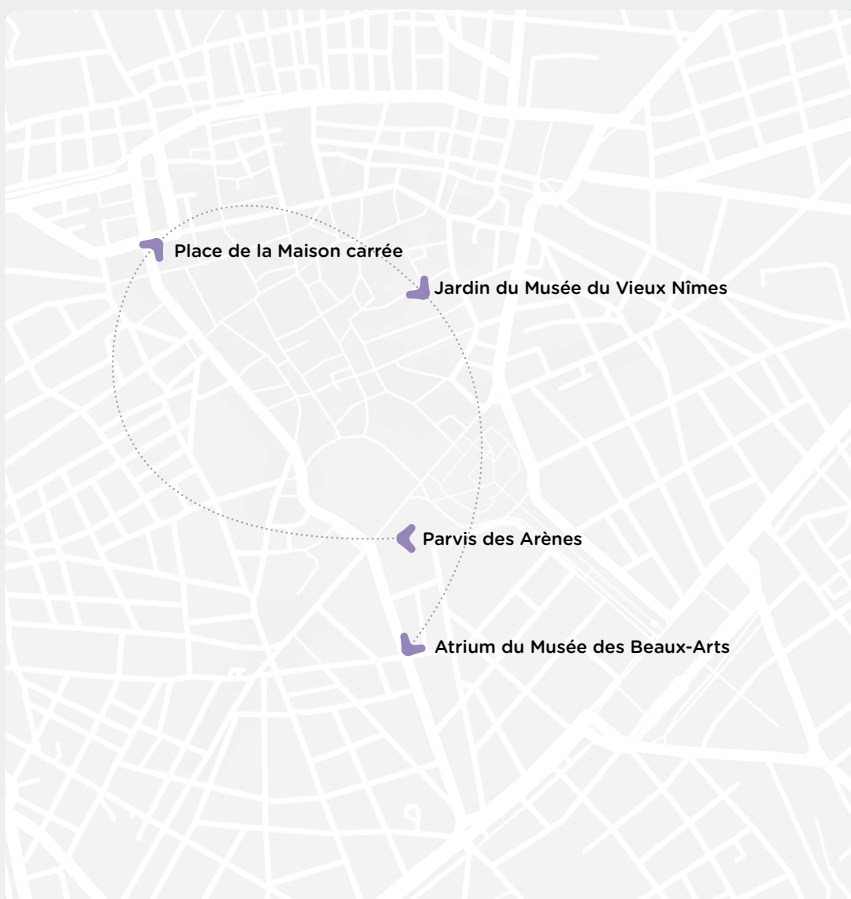 Place de la Maison carrée
Jardin du Musée du Vieux Nîmes
Parvis des Arènes
Atrium du Musée des Beaux-Arts